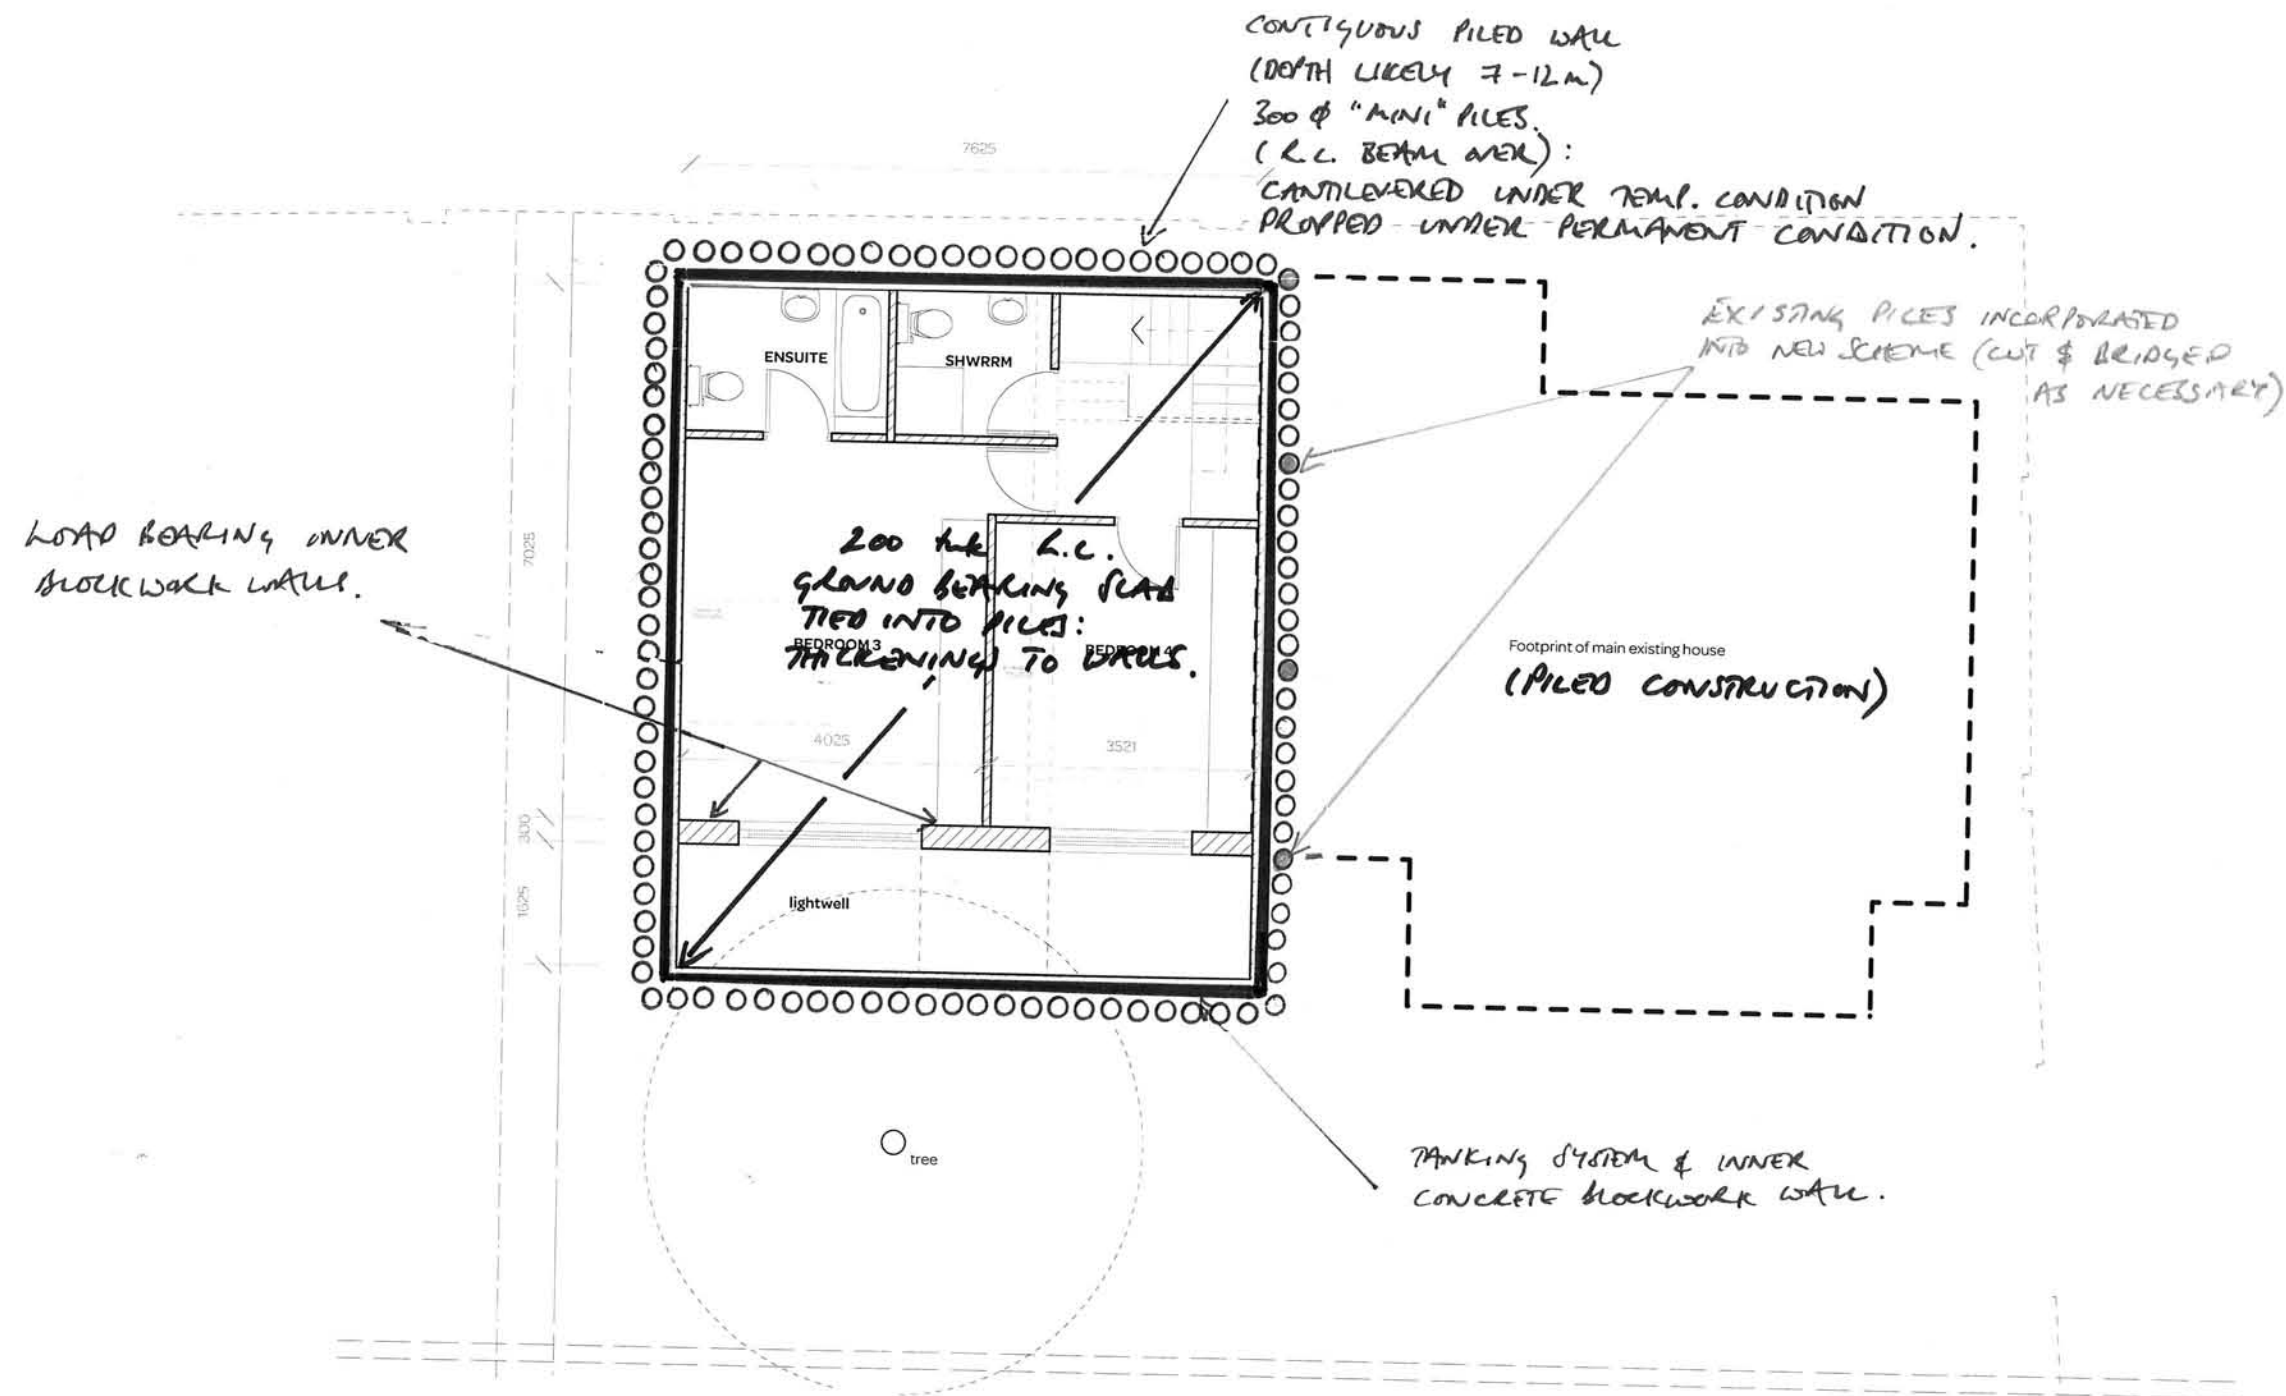 CONTIGUOUS PILED WALL
(DEPTH LIKELY 7-12m)
300 φ "MINI" PILES.
(R.C. BEAM OVER):
CANTILEVERED UNDER TEMP. CONDITION
PROPPED UNDER PERMANENT CONDITION.
7625
EXISTING PILES INCORPORATED
INTO NEW SCHEME (CUT & BRIDGED
AS NECESSARY)
ENSUITE
SHWRRM
LOAD BEARING INNER
BLOCKWORK WALLS.
7025
200 thk R.C.
GROUND BEARING SLAB
TIED INTO PILES:
BEDROOM 3
BEDROOM 4
THICKENINGS TO WALLS.
Footprint of main existing house
(PILED CONSTRUCTION)
4025
3521
300
1625
lightwell
tree
TANKING SYSTEM & INNER
CONCRETE BLOCKWORK WALL.